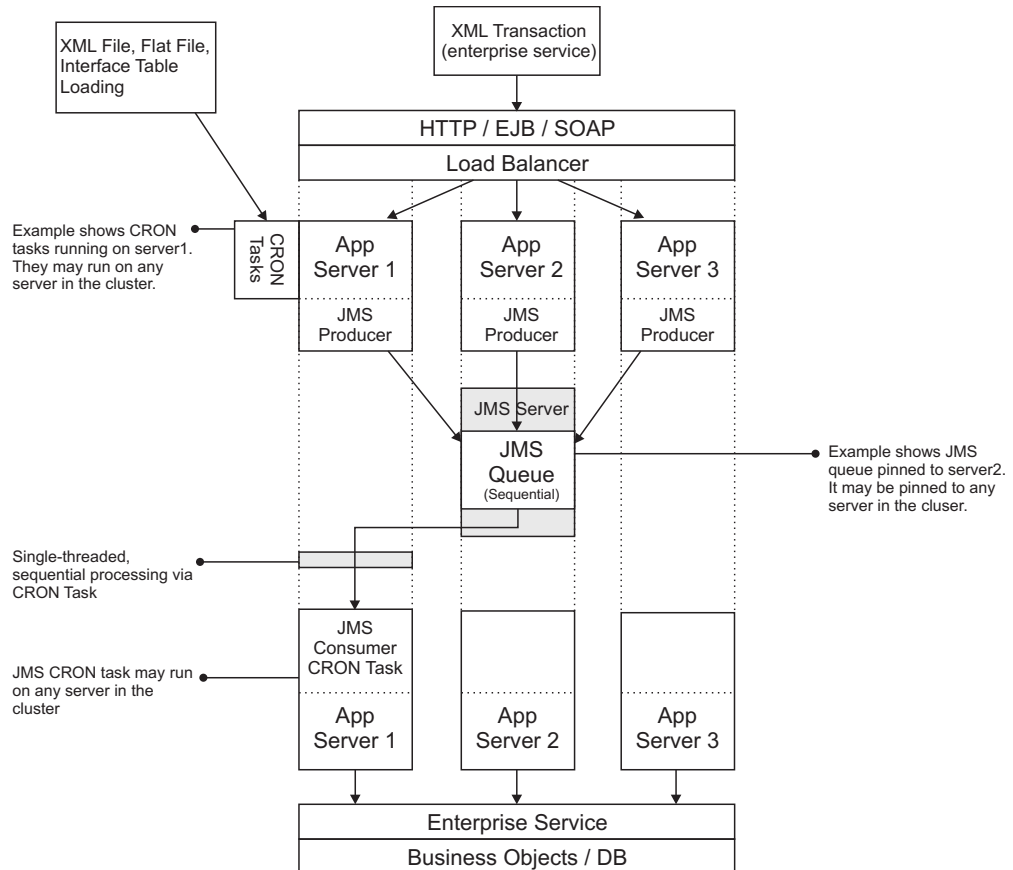 XML File, Flat File,
Interface Table
Loading
XML Transaction
(enterprise service)
HTTP / EJB / SOAP
Load Balancer
Example shows CRON
tasks running on server1.
They may run on any
server in the cluster.
CRON
Tasks
App
Server 1
App
Server 2
App
Server 3
JMS
Producer
JMS
Producer
JMS
Producer
JMS Server
JMS
Queue
(Sequential)
Example shows JMS
queue pinned to server2.
It may be pinned to any
server in the cluser.
Single-threaded,
sequential processing via
CRON Task
JMS
Consumer
CRON Task
JMS CRON task may run
on any server in the
cluster
App
Server 1
App
Server 2
App
Server 3
Enterprise Service
Business Objects / DB